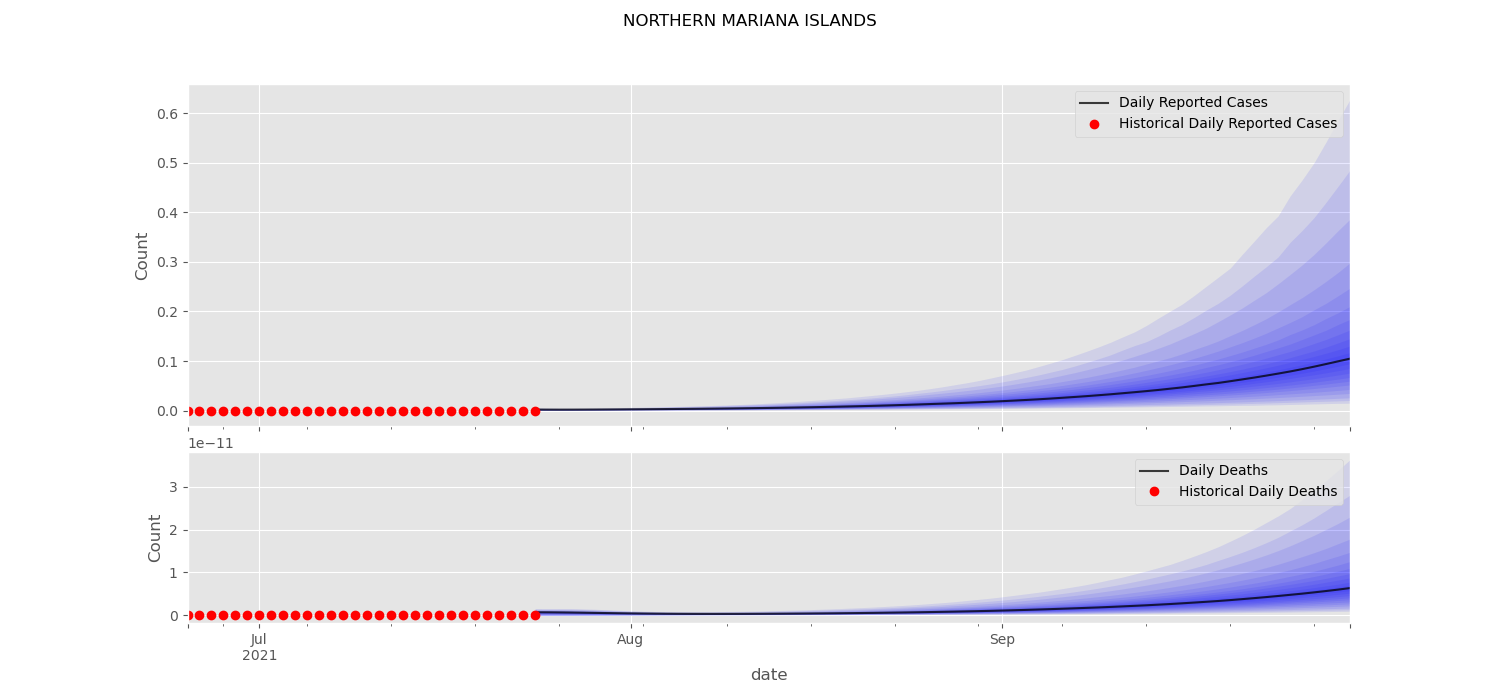 NORTHERN MARIANA ISLANDS
Daily Reported Cases
Historical Daily Reported Cases
0.6
0.5
0.4
0.3
0.2
0.1
0.0
Count
1e−11
Daily Deaths
Historical Daily Deaths
3
2
1
0
Count
Jul
2021
Aug
Sep
date